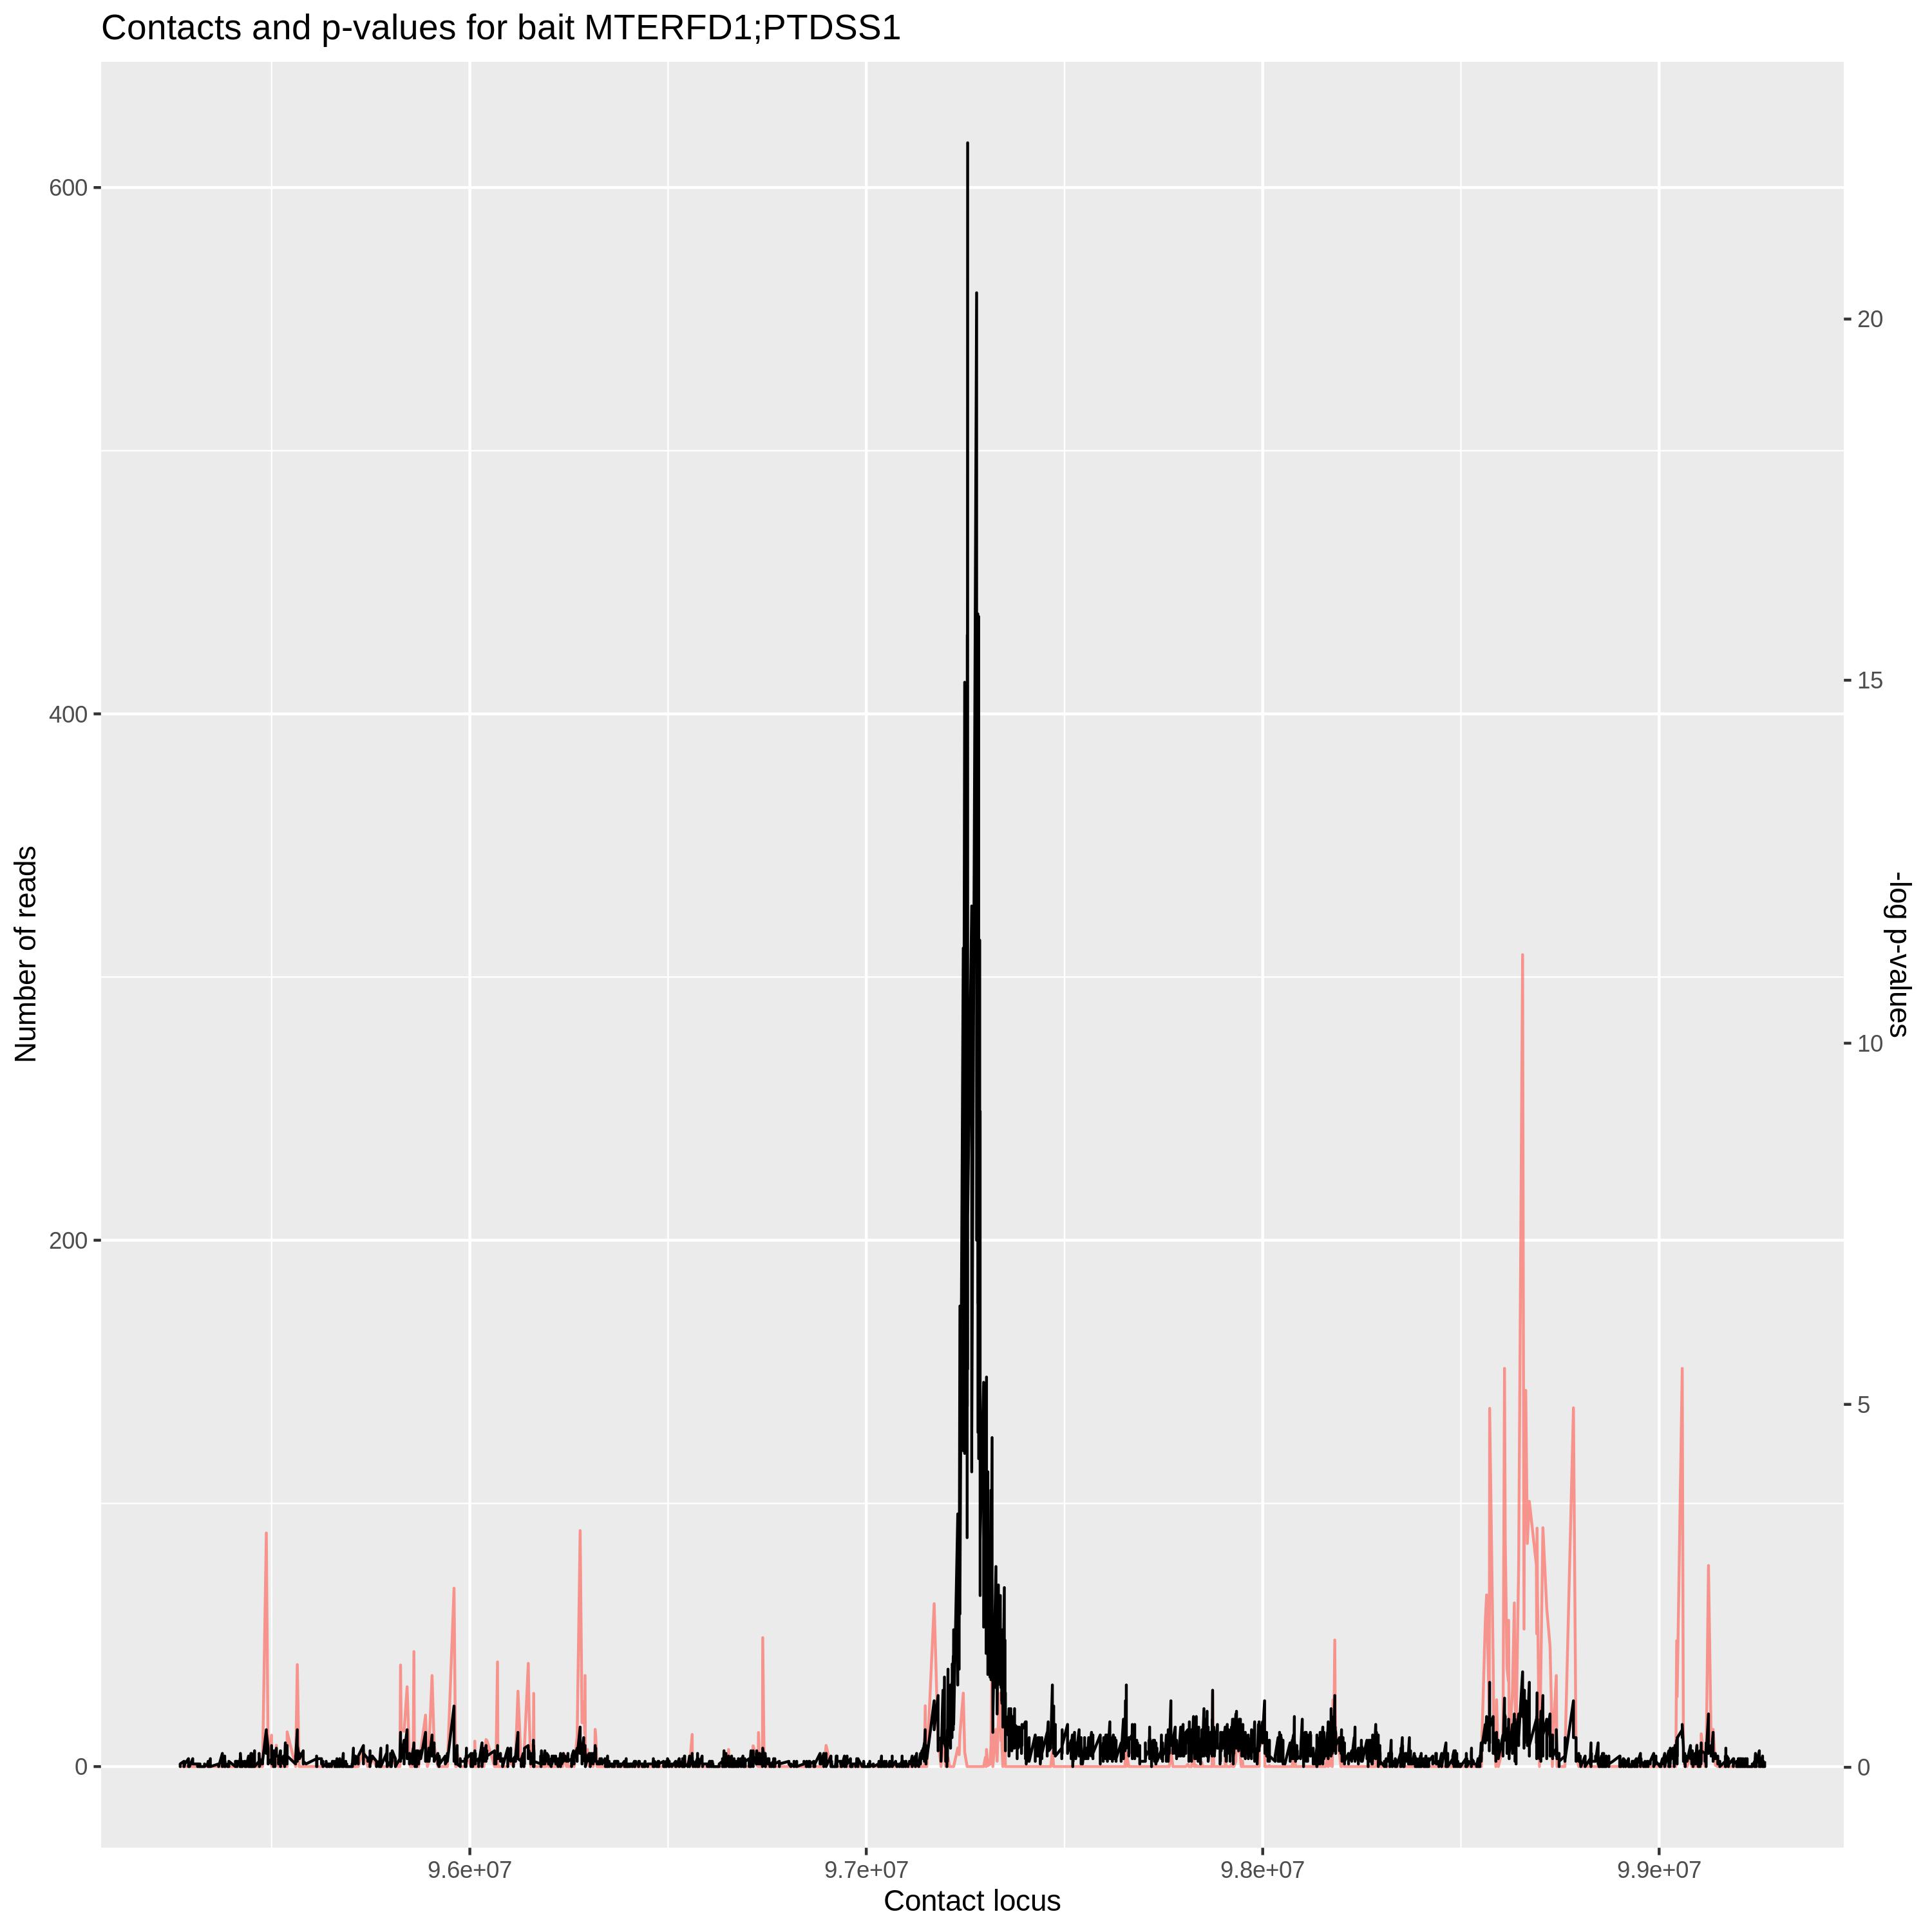 Contacts and p-values for bait MTERFD1;PTDSS1
600
400
200
0
Number of reads
20
15
10
5
0
-log p-values
9.6e+07
9.7e+07
9.8e+07
9.9e+07
Contact locus